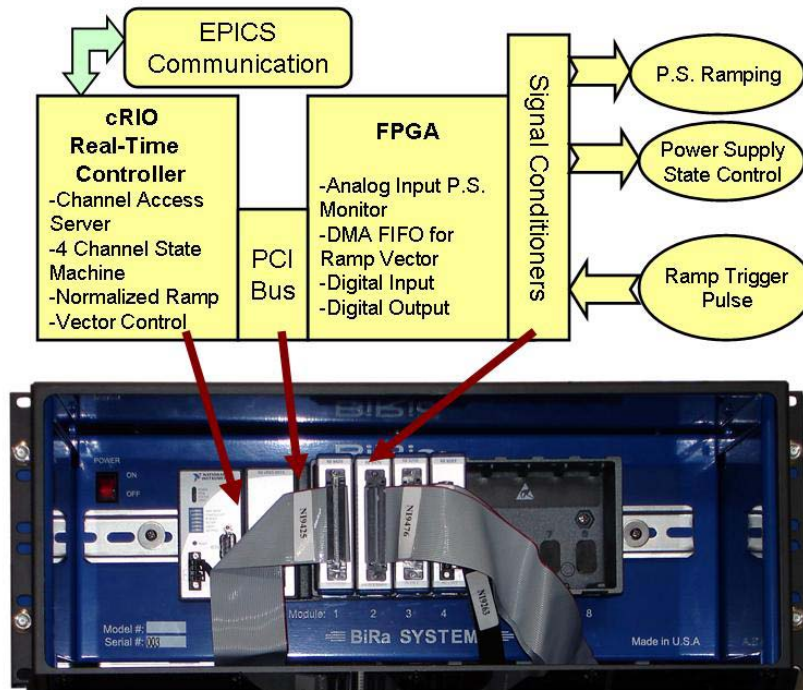 EPICS
Communication
cRIO
Real-Time
Controller
-Channel Access
Server
-4 Channel State
Machine
-Normalized Ramp
-Vector Control
PCI
Bus
FPGA
-Analog Input P.S.
Monitor
-DMA FIFO for
Ramp Vector
-Digital Input
-Digital Output
Signal Conditioners
P.S. Ramping
Power Supply
State Control
Ramp Trigger
Pulse
POWER
ON
OFF
NI9425
NI9476
NI9263
7 8
Module: 1 2 3 4 8
Model #:
Serial #: 003
BiRa SYSTEM
Made in U.S.A